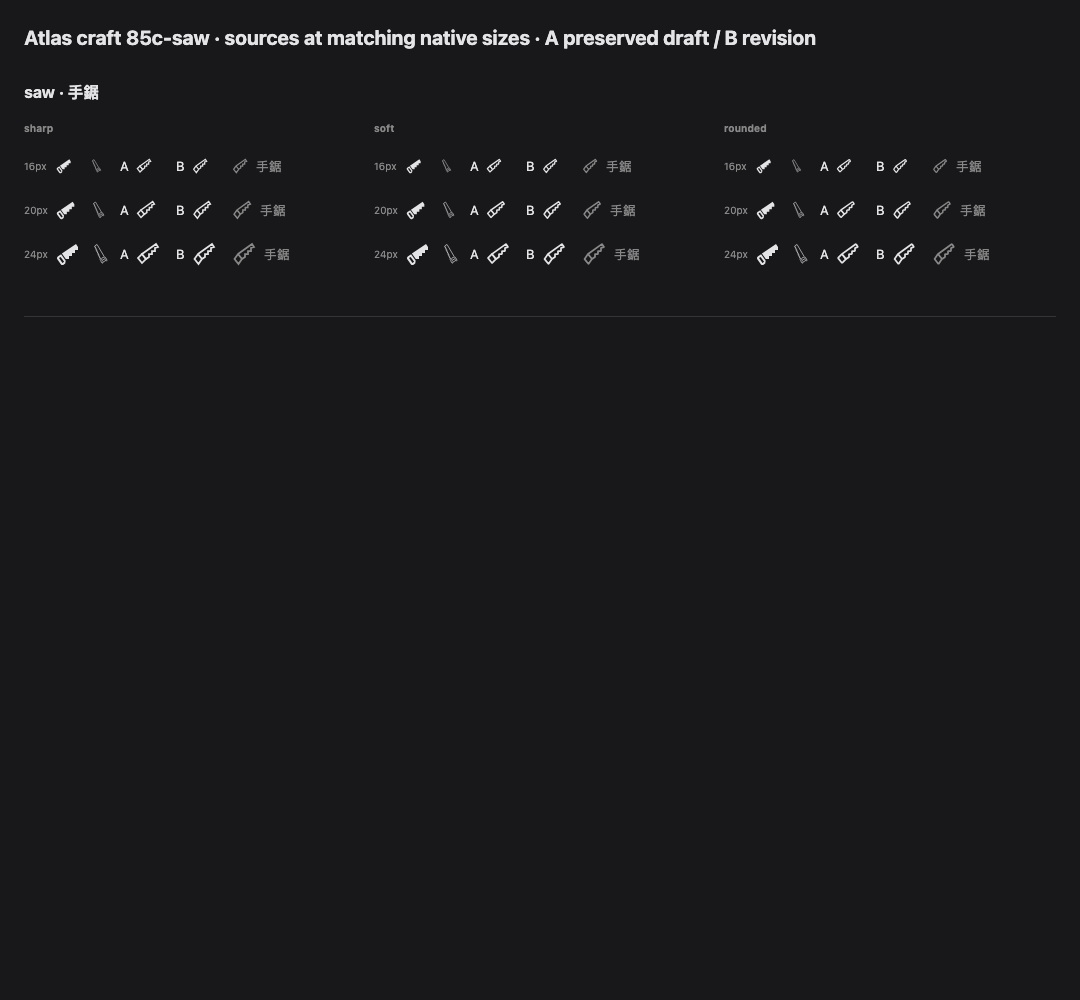 Atlas craft 85c-saw · sources at matching native sizes · A preserved draft / B revision
saw · 手鋸
sharp soft rounded
16px A B 手鋸 16px A B 手鋸 16px A B 手鋸
20px A B 手鋸 20px A B 手鋸 20px A B 手鋸
24px A B 手鋸 24px A B 手鋸 24px A B 手鋸